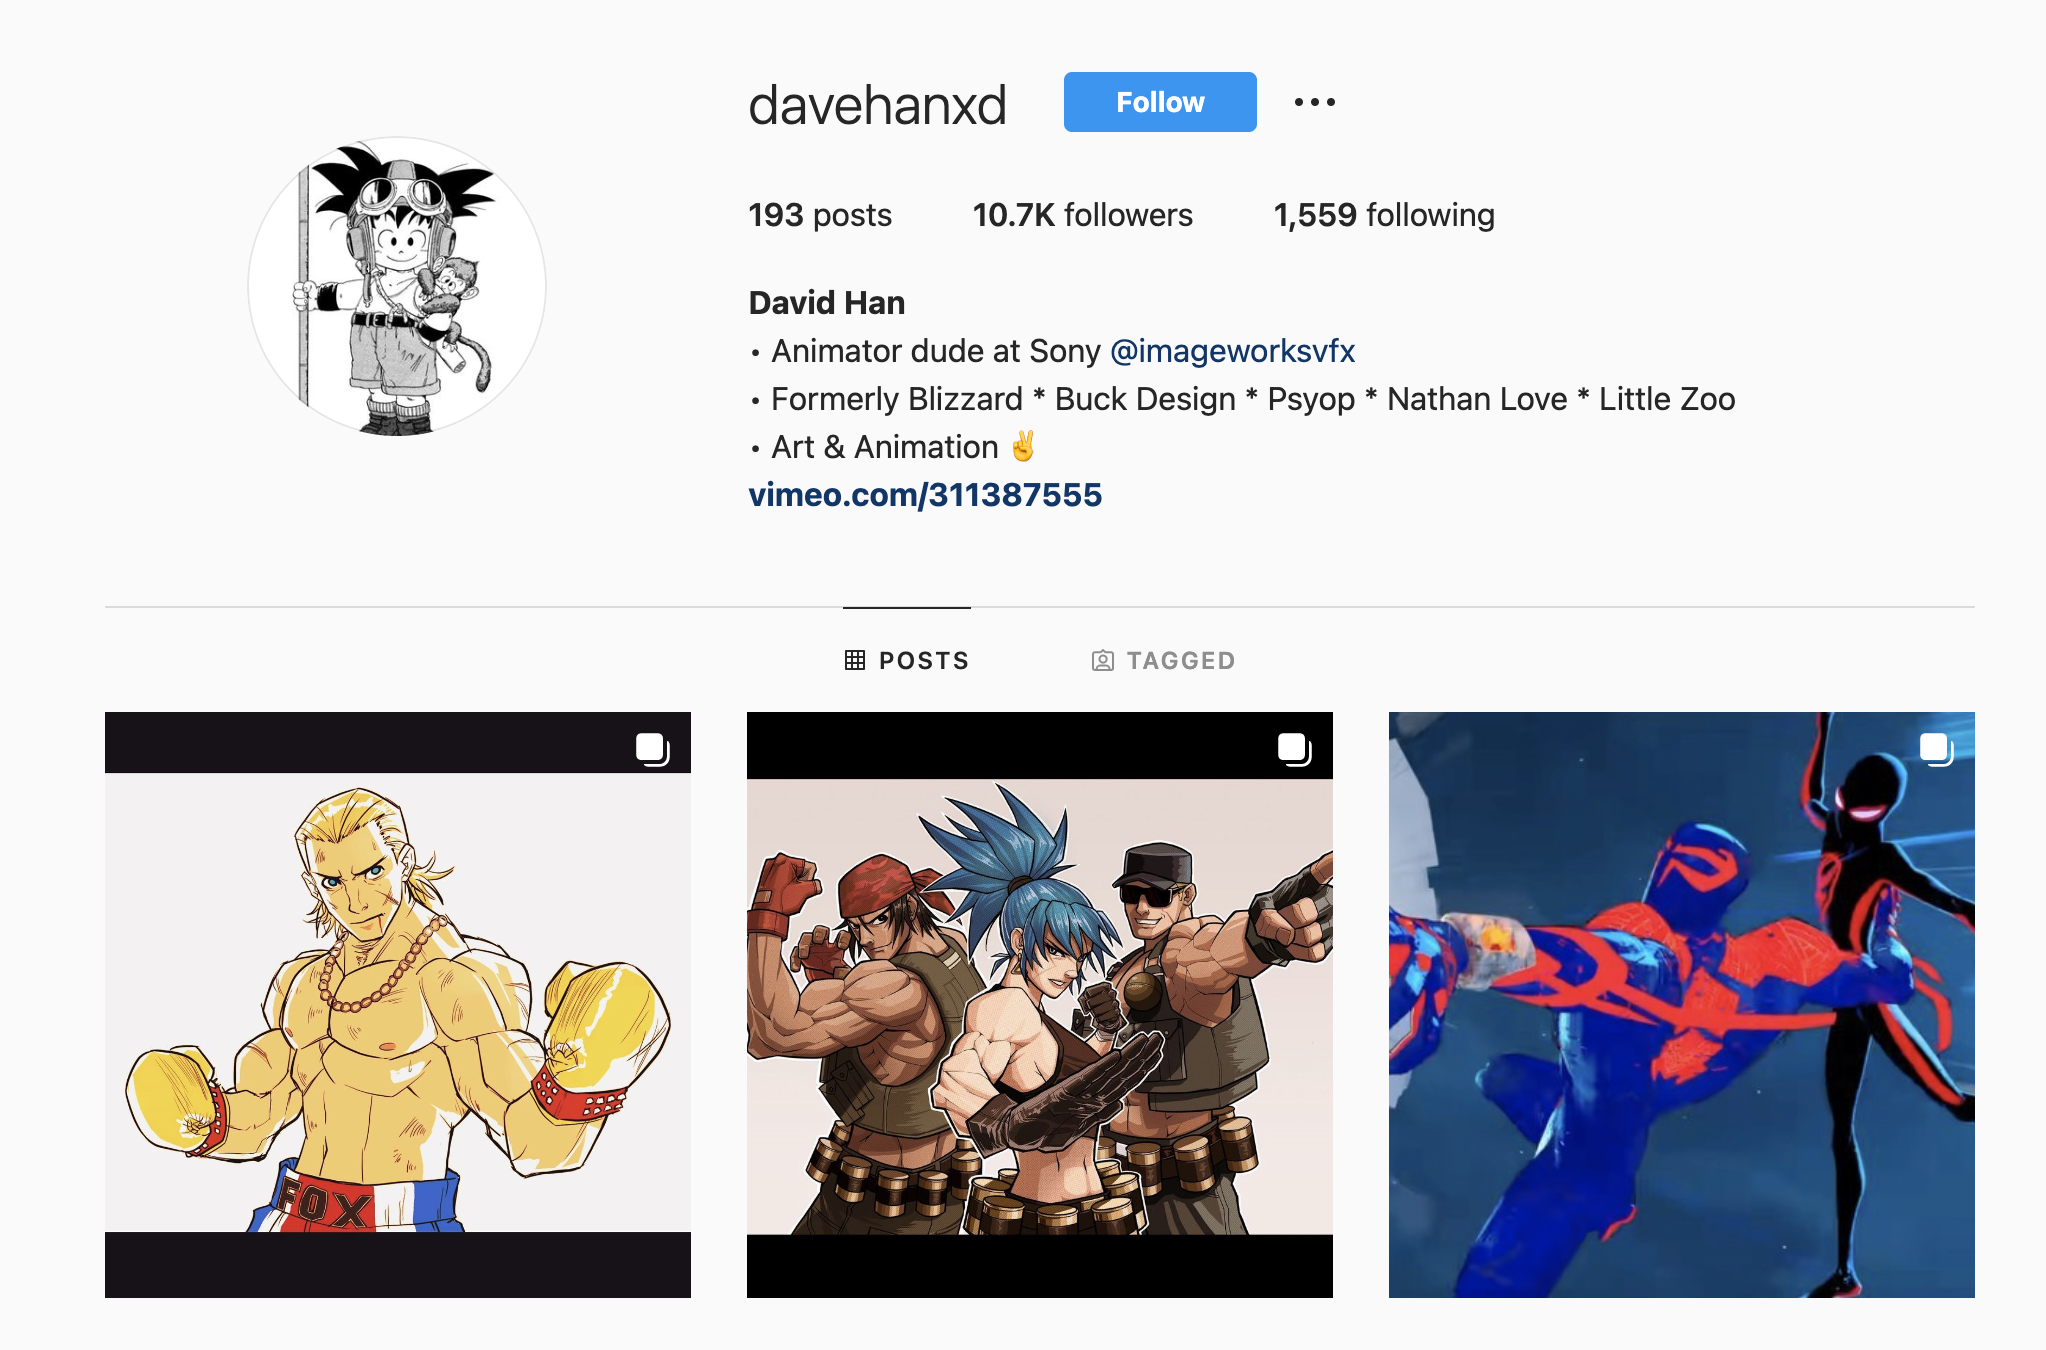 davehanxd Follow
193 posts 10.7K followers 1,559 following
David Han
• Animator dude at Sony @imageworksvfx
• Formerly Blizzard * Buck Design * Psyop * Nathan Love * Little Zoo
• Art & Animation ✌️
vimeo.com/311387555
POSTS TAGGED
FOX